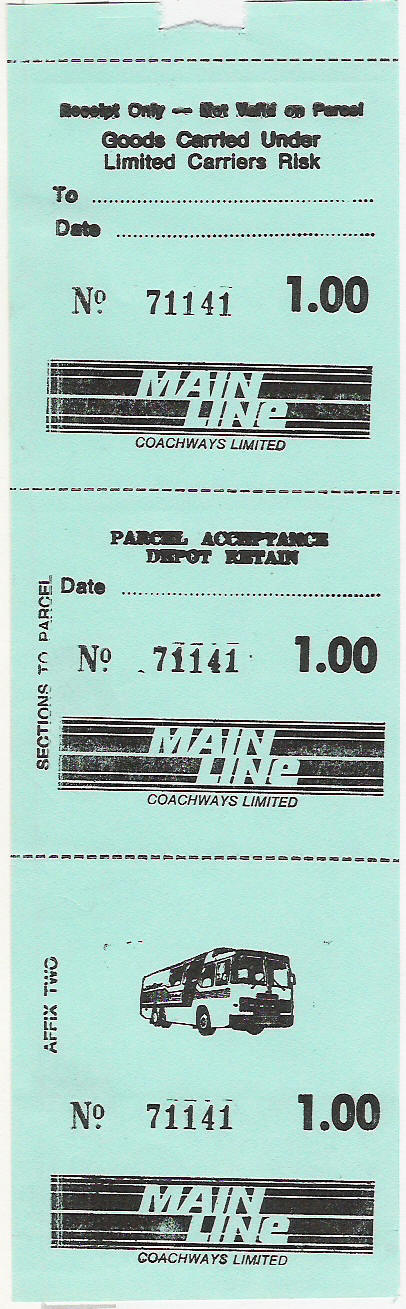 Receipt Only — Not Valid on Parcel
Goods Carried Under
Limited Carriers Risk
To
Date
Nº 71141 1.00
MAIN
LINe
COACHWAYS LIMITED
PARCEL ACCEPTANCE
DEPOT RETAIN
Date
Nº 71141 1.00
MAIN
LINe
COACHWAYS LIMITED
AFFIX TWO SECTIONS TO PARCEL
Nº 71141 1.00
MAIN
LINe
COACHWAYS LIMITED